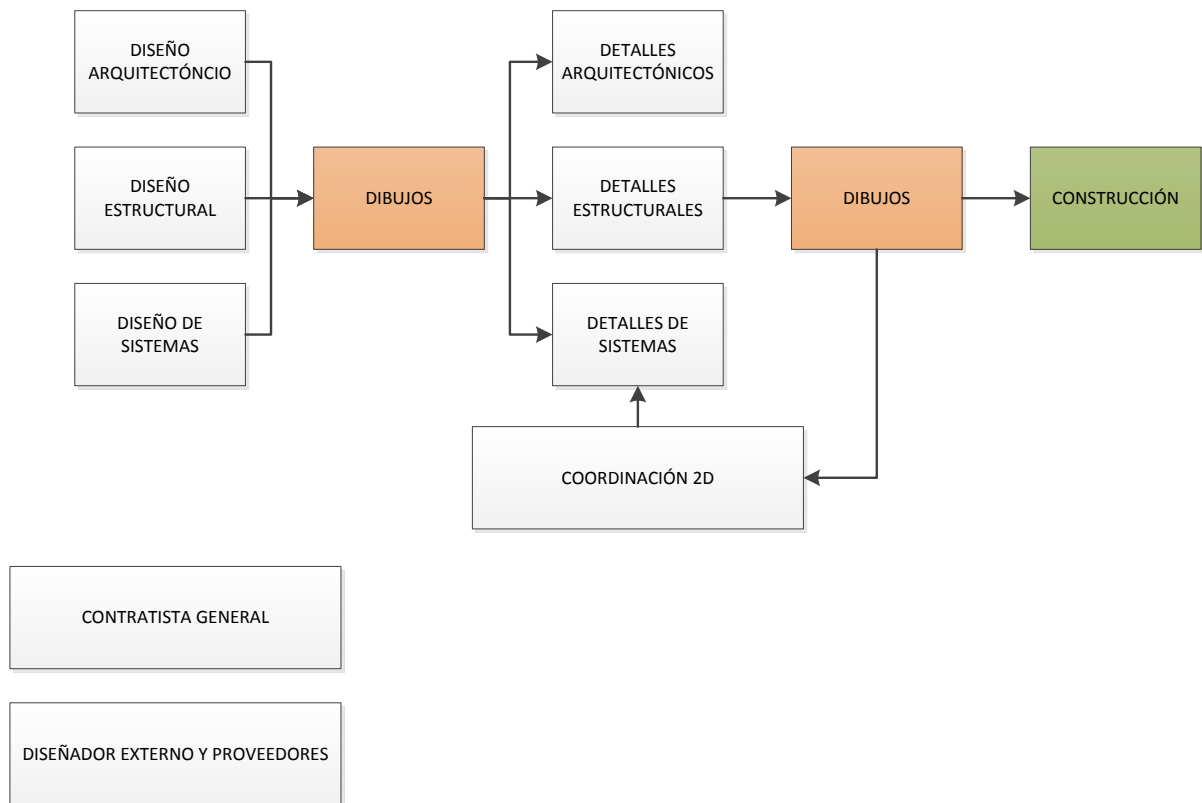 DISEÑO
ARQUITECTÓNCIO
DETALLES
ARQUITECTÓNICOS
DISEÑO
ESTRUCTURAL
DIBUJOS
DETALLES
ESTRUCTURALES
DIBUJOS
CONSTRUCCIÓN
DISEÑO DE
SISTEMAS
DETALLES DE
SISTEMAS
COORDINACIÓN 2D
CONTRATISTA GENERAL
DISEÑADOR EXTERNO Y PROVEEDORES